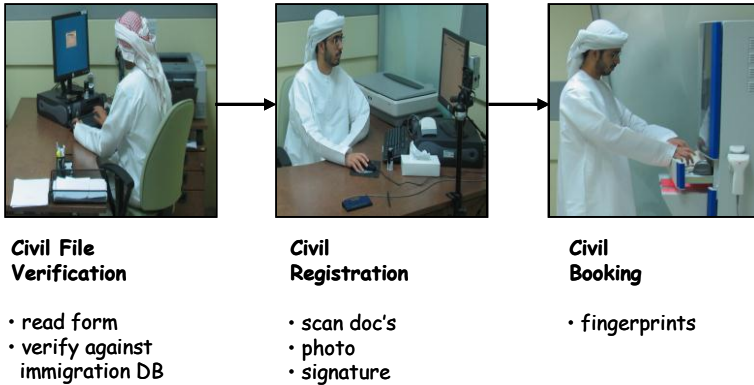 Civil File
Verification
• read form
• verify against
immigration DB
Civil
Registration
• scan doc's
• photo
• signature
Civil
Booking
• fingerprints